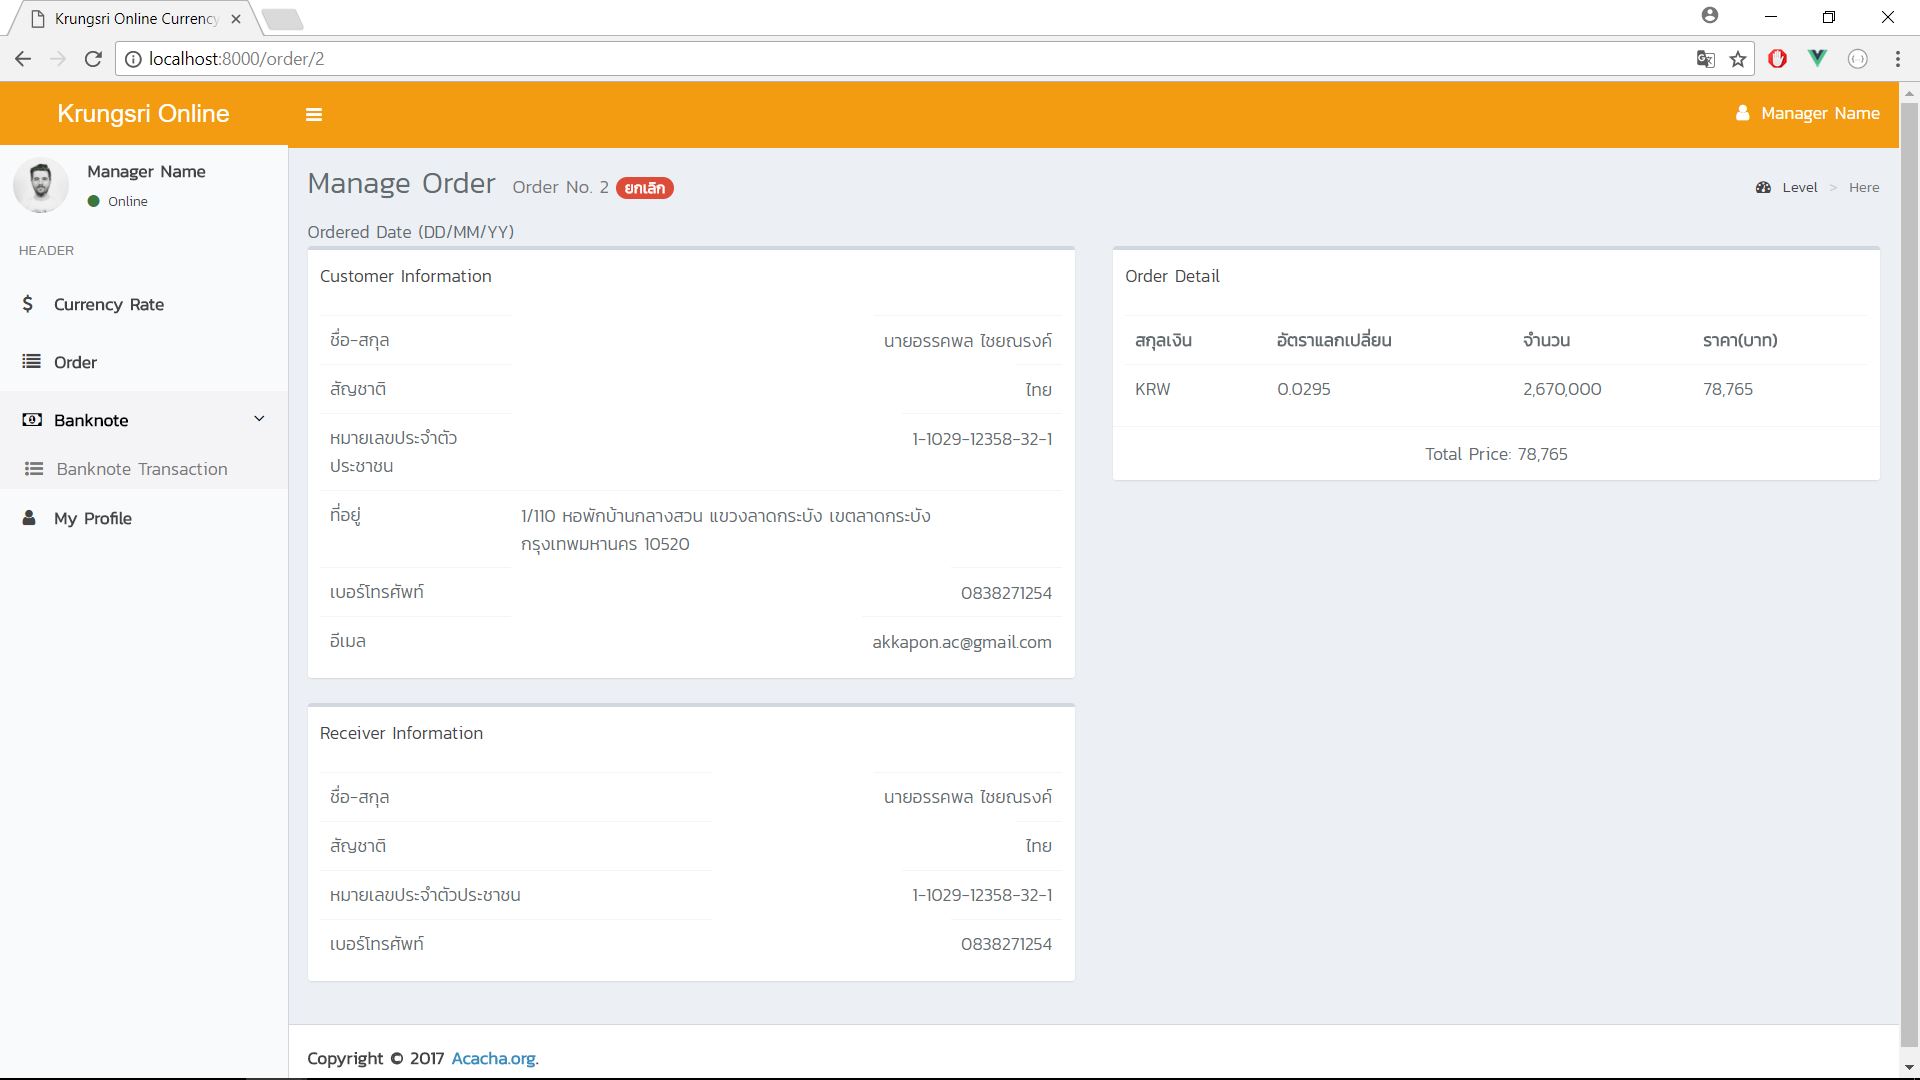 Krungsri Online Currency
localhost:8000/order/2
Krungsri Online
Manager Name
Manager Name
Online
HEADER
Currency Rate
Order
Banknote
Banknote Transaction
My Profile
Manage Order Order No. 2 ยกเลิก
Level > Here
Ordered Date (DD/MM/YY)
Customer Information
ชื่อ-สกุล นายอรรคพล ไชยณรงค์
สัญชาติ ไทย
หมายเลขประจำตัว 1-1029-12358-32-1
ประชาชน
ที่อยู่ 1/110 หอพักบ้านกลางสวน แขวงลาดกระบัง เขตลาดกระบัง
กรุงเทพมหานคร 10520
เบอร์โทรศัพท์ 0838271254
อีเมล akkapon.ac@gmail.com
Order Detail
สกุลเงิน อัตราแลกเปลี่ยน จำนวน ราคา(บาท)
KRW 0.0295 2,670,000 78,765
Total Price: 78,765
Receiver Information
ชื่อ-สกุล นายอรรคพล ไชยณรงค์
สัญชาติ ไทย
หมายเลขประจำตัวประชาชน 1-1029-12358-32-1
เบอร์โทรศัพท์ 0838271254
Copyright © 2017 Acacha.org.